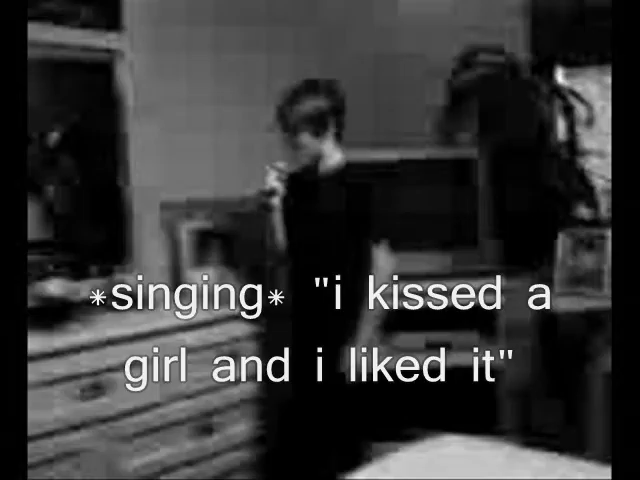 *singing* "i kissed a
girl and i liked it"